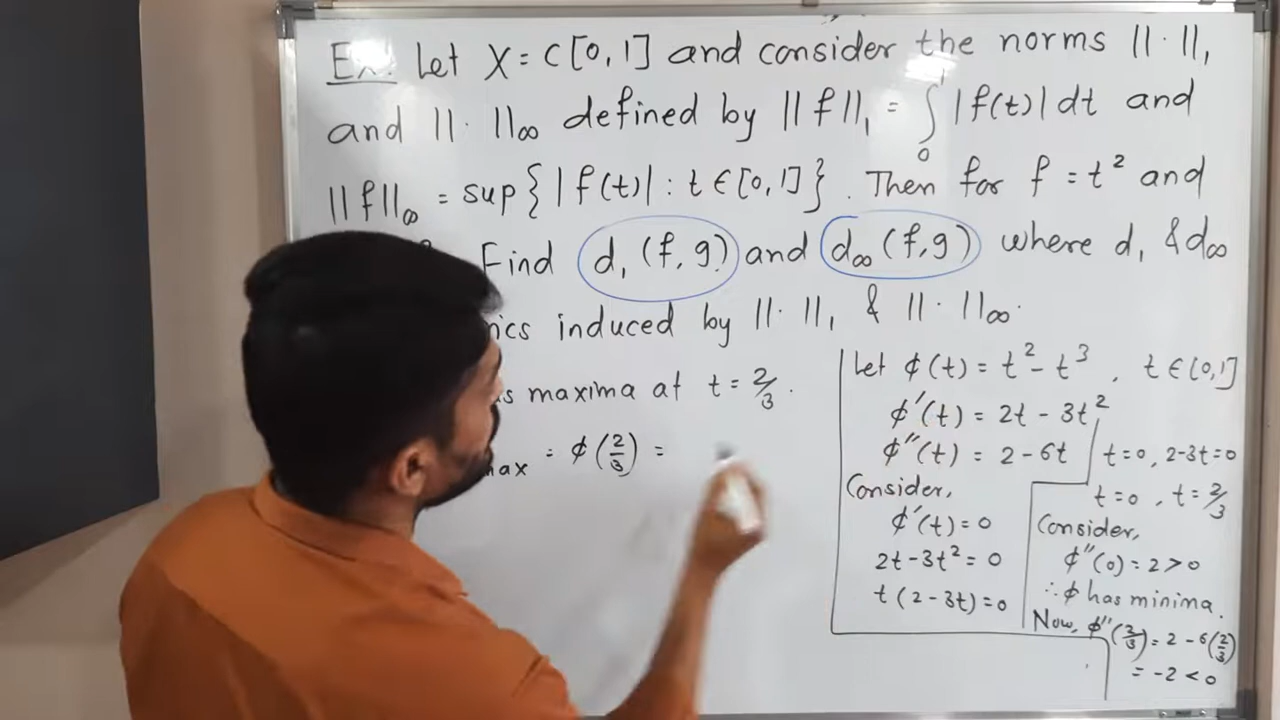 Ex: Let X = C[0,1] and consider the norms ||·||₁
and ||·||∞ defined by ||f||₁ = ∫₀¹ |f(t)| dt and
||f||∞ = sup{ |f(t)| : t ∈ [0,1] }. Then for f = t² and
Find d₁(f,g) and d∞(f,g) where d₁ & d∞
ics induced by ||·||₁ & ||·||∞.
s maxima at t = 2/3.
max = φ(2/3) =
Let φ(t) = t² - t³, t ∈ [0,1]
φ'(t) = 2t - 3t²
φ''(t) = 2 - 6t
Consider,
φ'(t) = 0
2t - 3t² = 0
t(2 - 3t) = 0
t = 0, 2 - 3t = 0
t = 0, t = 2/3
Consider,
φ''(0) = 2 > 0
∴ φ has minima.
Now, φ''(2/3) = 2 - 6(2/3)
= -2 < 0